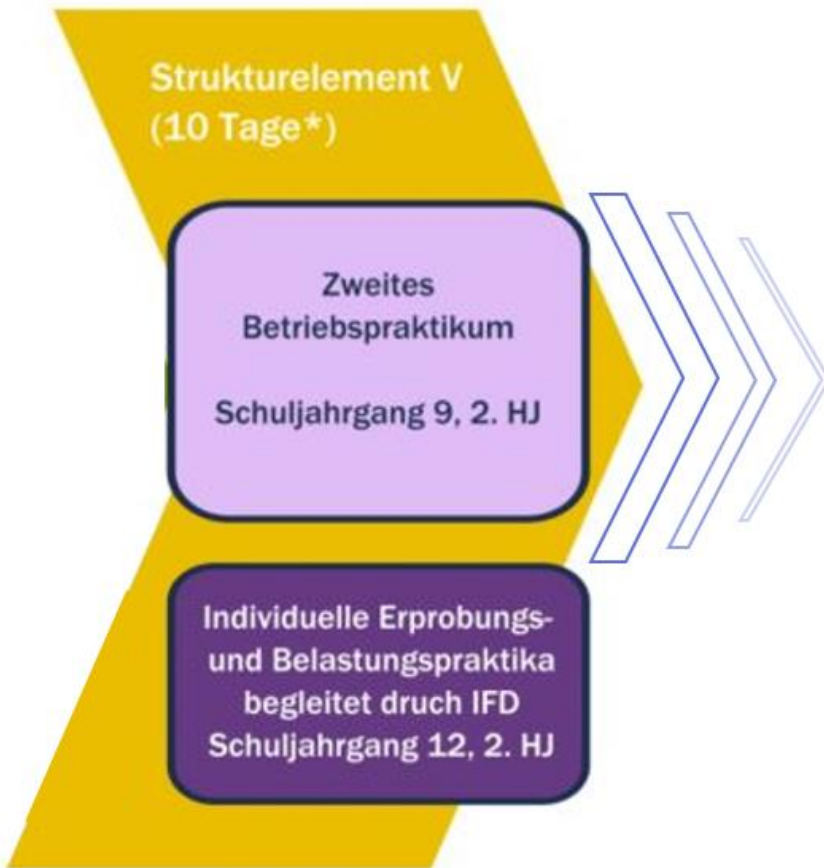 Strukturelement V
(10 Tage*)
Zweites
Betriebspraktikum
Schuljahrgang 9, 2. HJ
Individuelle Erprobungs-
und Belastungspraktika
begleitet druch IFD
Schuljahrgang 12, 2. HJ